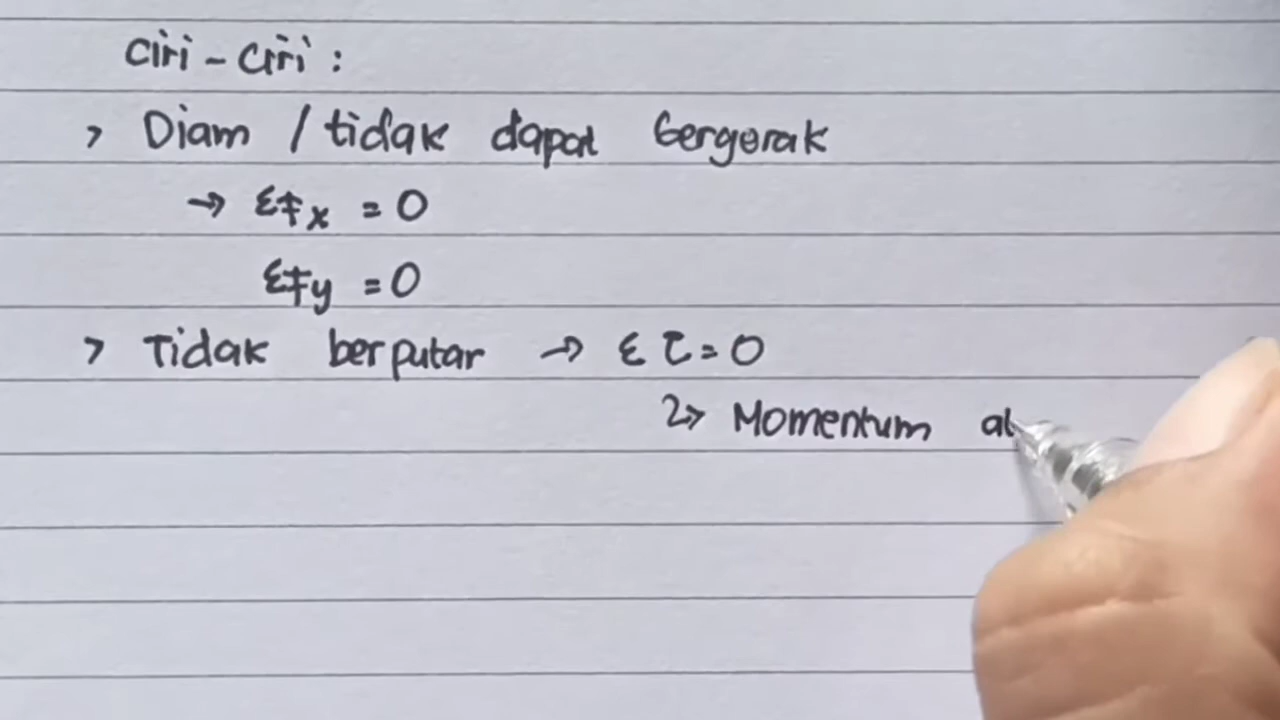 Ciri - Ciri :
> Diam / tidak dapat bergerak
→ ΣFx = 0
ΣFy = 0
> Tidak berputar → Στ = 0
↳ Momentum